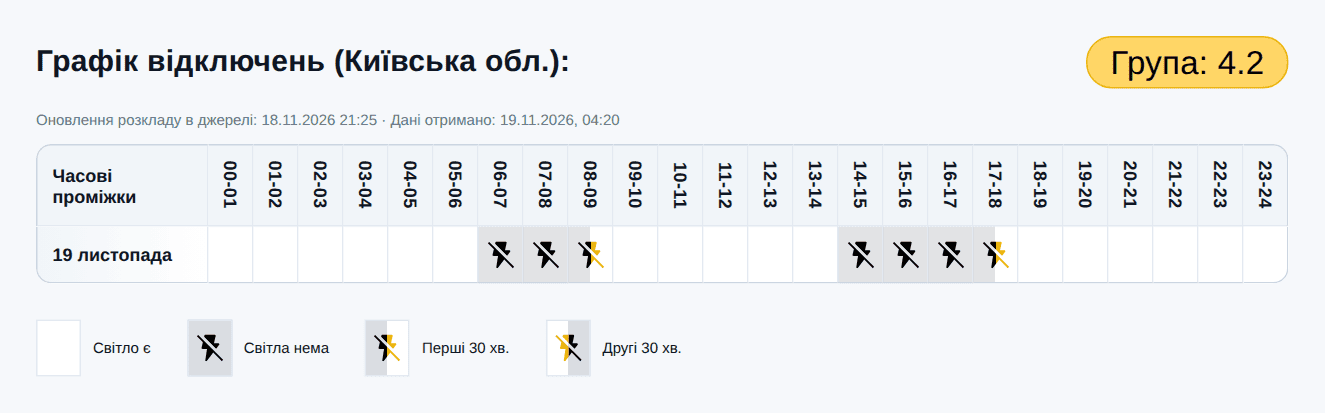 Графік відключень (Київська обл.):
Група: 4.2
Оновлення розкладу в джерелі: 18.11.2026 21:25 · Дані отримано: 19.11.2026, 04:20
Часові
проміжки
00-01
01-02
02-03
03-04
04-05
05-06
06-07
07-08
08-09
09-10
10-11
11-12
12-13
13-14
14-15
15-16
16-17
17-18
18-19
19-20
20-21
21-22
22-23
23-24
19 листопада
Світло є
Світла нема
Перші 30 хв.
Другі 30 хв.